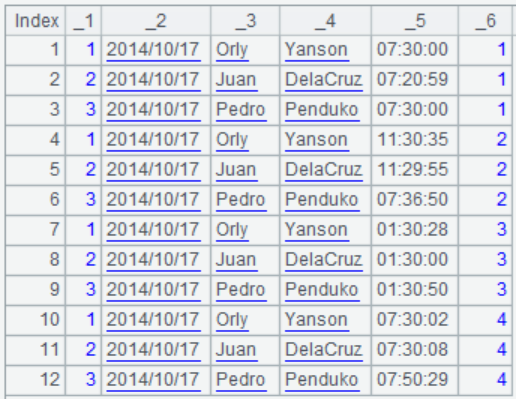 Index _1 _2 _3 _4 _5 _6
1 1 2014/10/17 Orly Yanson 07:30:00 1
2 2 2014/10/17 Juan DelaCruz 07:20:59 1
3 3 2014/10/17 Pedro Penduko 07:30:00 1
4 1 2014/10/17 Orly Yanson 11:30:35 2
5 2 2014/10/17 Juan DelaCruz 11:29:55 2
6 3 2014/10/17 Pedro Penduko 07:36:50 2
7 1 2014/10/17 Orly Yanson 01:30:28 3
8 2 2014/10/17 Juan DelaCruz 01:30:00 3
9 3 2014/10/17 Pedro Penduko 01:30:50 3
10 1 2014/10/17 Orly Yanson 07:30:02 4
11 2 2014/10/17 Juan DelaCruz 07:30:08 4
12 3 2014/10/17 Pedro Penduko 07:50:29 4